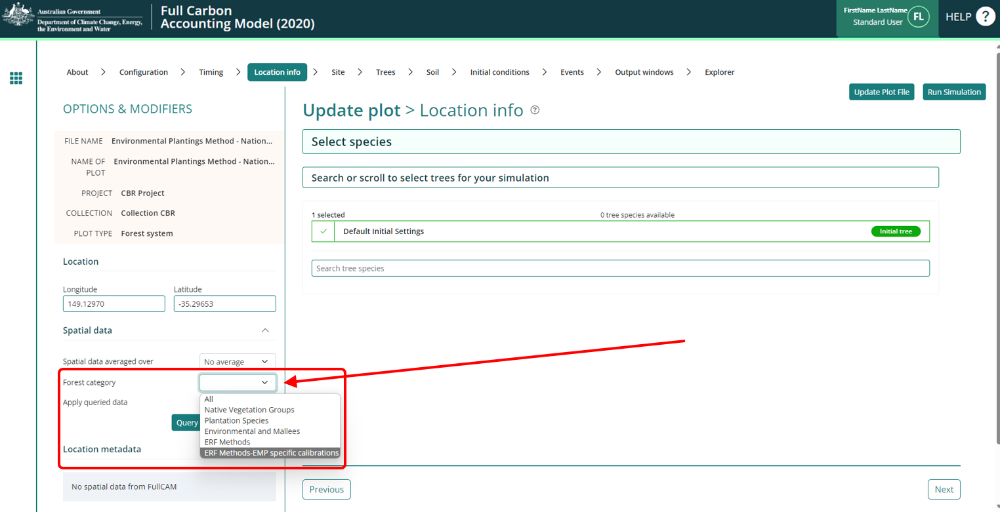 Australian Government
Department of Climate Change, Energy,
the Environment and Water
Full Carbon
Accounting Model (2020)
FirstName LastName
Standard User
FL
HELP ?
About > Configuration > Timing > Location info > Site > Trees > Soil > Initial conditions > Events > Output windows > Explorer
Update Plot File
Run Simulation
OPTIONS & MODIFIERS
FILE NAME Environmental Plantings Method - Nation...
NAME OF PLOT Environmental Plantings Method - Nation...
PROJECT CBR Project
COLLECTION Collection CBR
PLOT TYPE Forest system
Location
Longitude Latitude
149.12970 -35.29653
Spatial data
Spatial data averaged over No average
Forest category
Apply queried data
Query
All
Native Vegetation Groups
Plantation Species
Environmental and Mallees
ERF Methods
ERF Methods-EMP specific calibrations
Location metadata
No spatial data from FullCAM
Update plot > Location info ?
Select species
Search or scroll to select trees for your simulation
1 selected 0 tree species available
Default Initial Settings Initial tree
Search tree species
Previous
Next